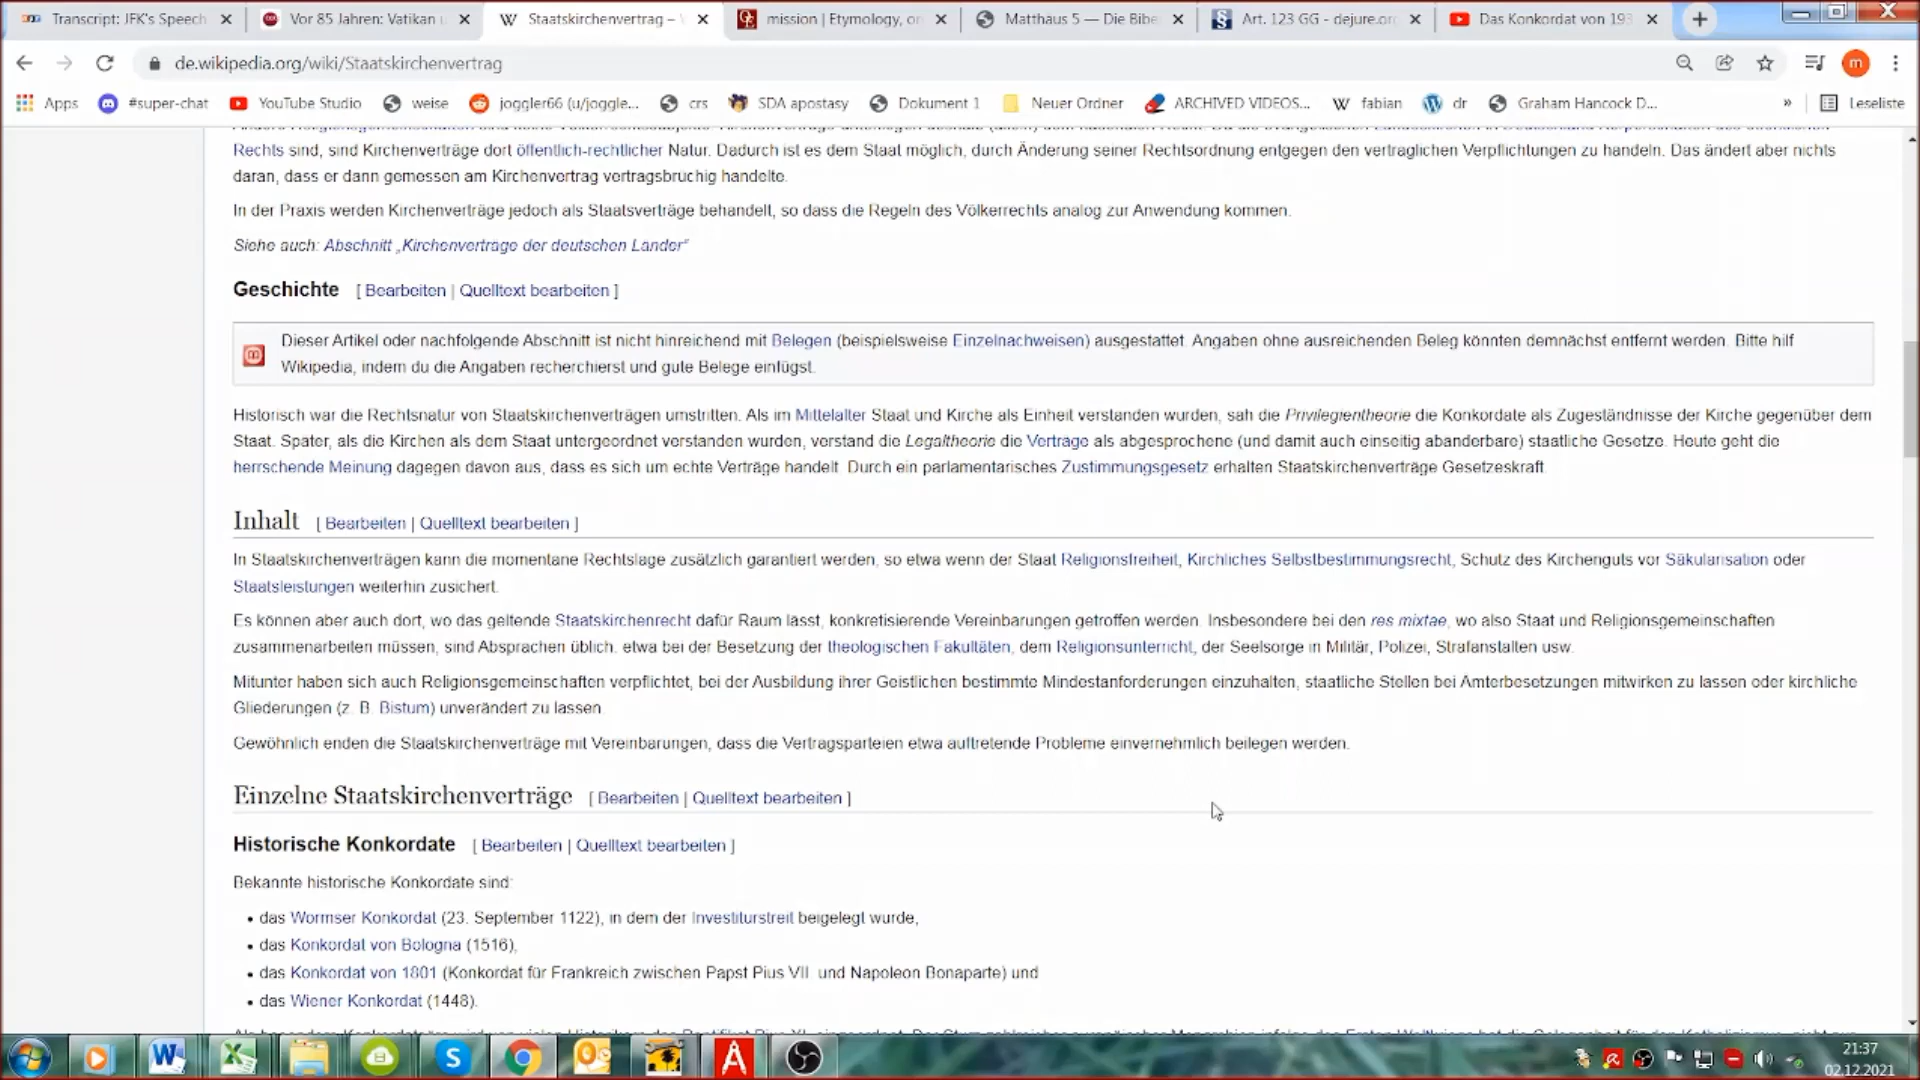 Transcript: JFK's Speech
Vor 85 Jahren: Vatikan u
Staatskirchenvertrag –
mission | Etymology, or
Matthäus 5 — Die Bibe
Art. 123 GG - dejure.or
Das Konkordat von 193
de.wikipedia.org/wiki/Staatskirchenvertrag
m
Apps
#super-chat
YouTube Studio
weise
joggler66 (u/joggle...
crs
SDA apostasy
Dokument 1
Neuer Ordner
ARCHIVED VIDEOS...
fabian
dr
Graham Hancock D...
»
Leseliste
Rechts sind, sind Kirchenverträge dort öffentlich-rechtlicher Natur. Dadurch ist es dem Staat möglich, durch Änderung seiner Rechtsordnung entgegen den vertraglichen Verpflichtungen zu handeln. Das ändert aber nichts
daran, dass er dann gemessen am Kirchenvertrag vertragsbruchig handelte.
In der Praxis werden Kirchenverträge jedoch als Staatsverträge behandelt, so dass die Regeln des Völkerrechts analog zur Anwendung kommen.
Siehe auch: Abschnitt „Kirchenverträge der deutschen Länder“
Geschichte [ Bearbeiten | Quelltext bearbeiten ]
Dieser Artikel oder nachfolgende Abschnitt ist nicht hinreichend mit Belegen (beispielsweise Einzelnachweisen) ausgestattet. Angaben ohne ausreichenden Beleg könnten demnächst entfernt werden. Bitte hilf
Wikipedia, indem du die Angaben recherchierst und gute Belege einfügst.
Historisch war die Rechtsnatur von Staatskirchenverträgen umstritten. Als im Mittelalter Staat und Kirche als Einheit verstanden wurden, sah die Privilegientheorie die Konkordate als Zugeständnisse der Kirche gegenüber dem
Staat. Später, als die Kirchen als dem Staat untergeordnet verstanden wurden, verstand die Legaltheorie die Verträge als abgesprochene (und damit auch einseitig abänderbare) staatliche Gesetze. Heute geht die
herrschende Meinung dagegen davon aus, dass es sich um echte Verträge handelt. Durch ein parlamentarisches Zustimmungsgesetz erhalten Staatskirchenverträge Gesetzeskraft.
Inhalt [ Bearbeiten | Quelltext bearbeiten ]
In Staatskirchenverträgen kann die momentane Rechtslage zusätzlich garantiert werden, so etwa wenn der Staat Religionsfreiheit, Kirchliches Selbstbestimmungsrecht, Schutz des Kirchenguts vor Säkularisation oder
Staatsleistungen weiterhin zusichert.
Es können aber auch dort, wo das geltende Staatskirchenrecht dafür Raum lässt, konkretisierende Vereinbarungen getroffen werden. Insbesondere bei den res mixtae, wo also Staat und Religionsgemeinschaften
zusammenarbeiten müssen, sind Absprachen üblich. etwa bei der Besetzung der theologischen Fakultäten, dem Religionsunterricht, der Seelsorge in Militär, Polizei, Strafanstalten usw.
Mitunter haben sich auch Religionsgemeinschaften verpflichtet, bei der Ausbildung ihrer Geistlichen bestimmte Mindestanforderungen einzuhalten, staatliche Stellen bei Ämterbesetzungen mitwirken zu lassen oder kirchliche
Gliederungen (z. B. Bistum) unverändert zu lassen
Gewöhnlich enden die Staatskirchenverträge mit Vereinbarungen, dass die Vertragsparteien etwa auftretende Probleme einvernehmlich beilegen werden.
Einzelne Staatskirchenverträge [ Bearbeiten | Quelltext bearbeiten ]
Historische Konkordate [ Bearbeiten | Quelltext bearbeiten ]
Bekannte historische Konkordate sind:
• das Wormser Konkordat (23. September 1122), in dem der Investiturstreit beigelegt wurde,
• das Konkordat von Bologna (1516),
• das Konkordat von 1801 (Konkordat für Frankreich zwischen Papst Pius VII. und Napoleon Bonaparte) und
• das Wiener Konkordat (1448).
21:37
02.12.2021